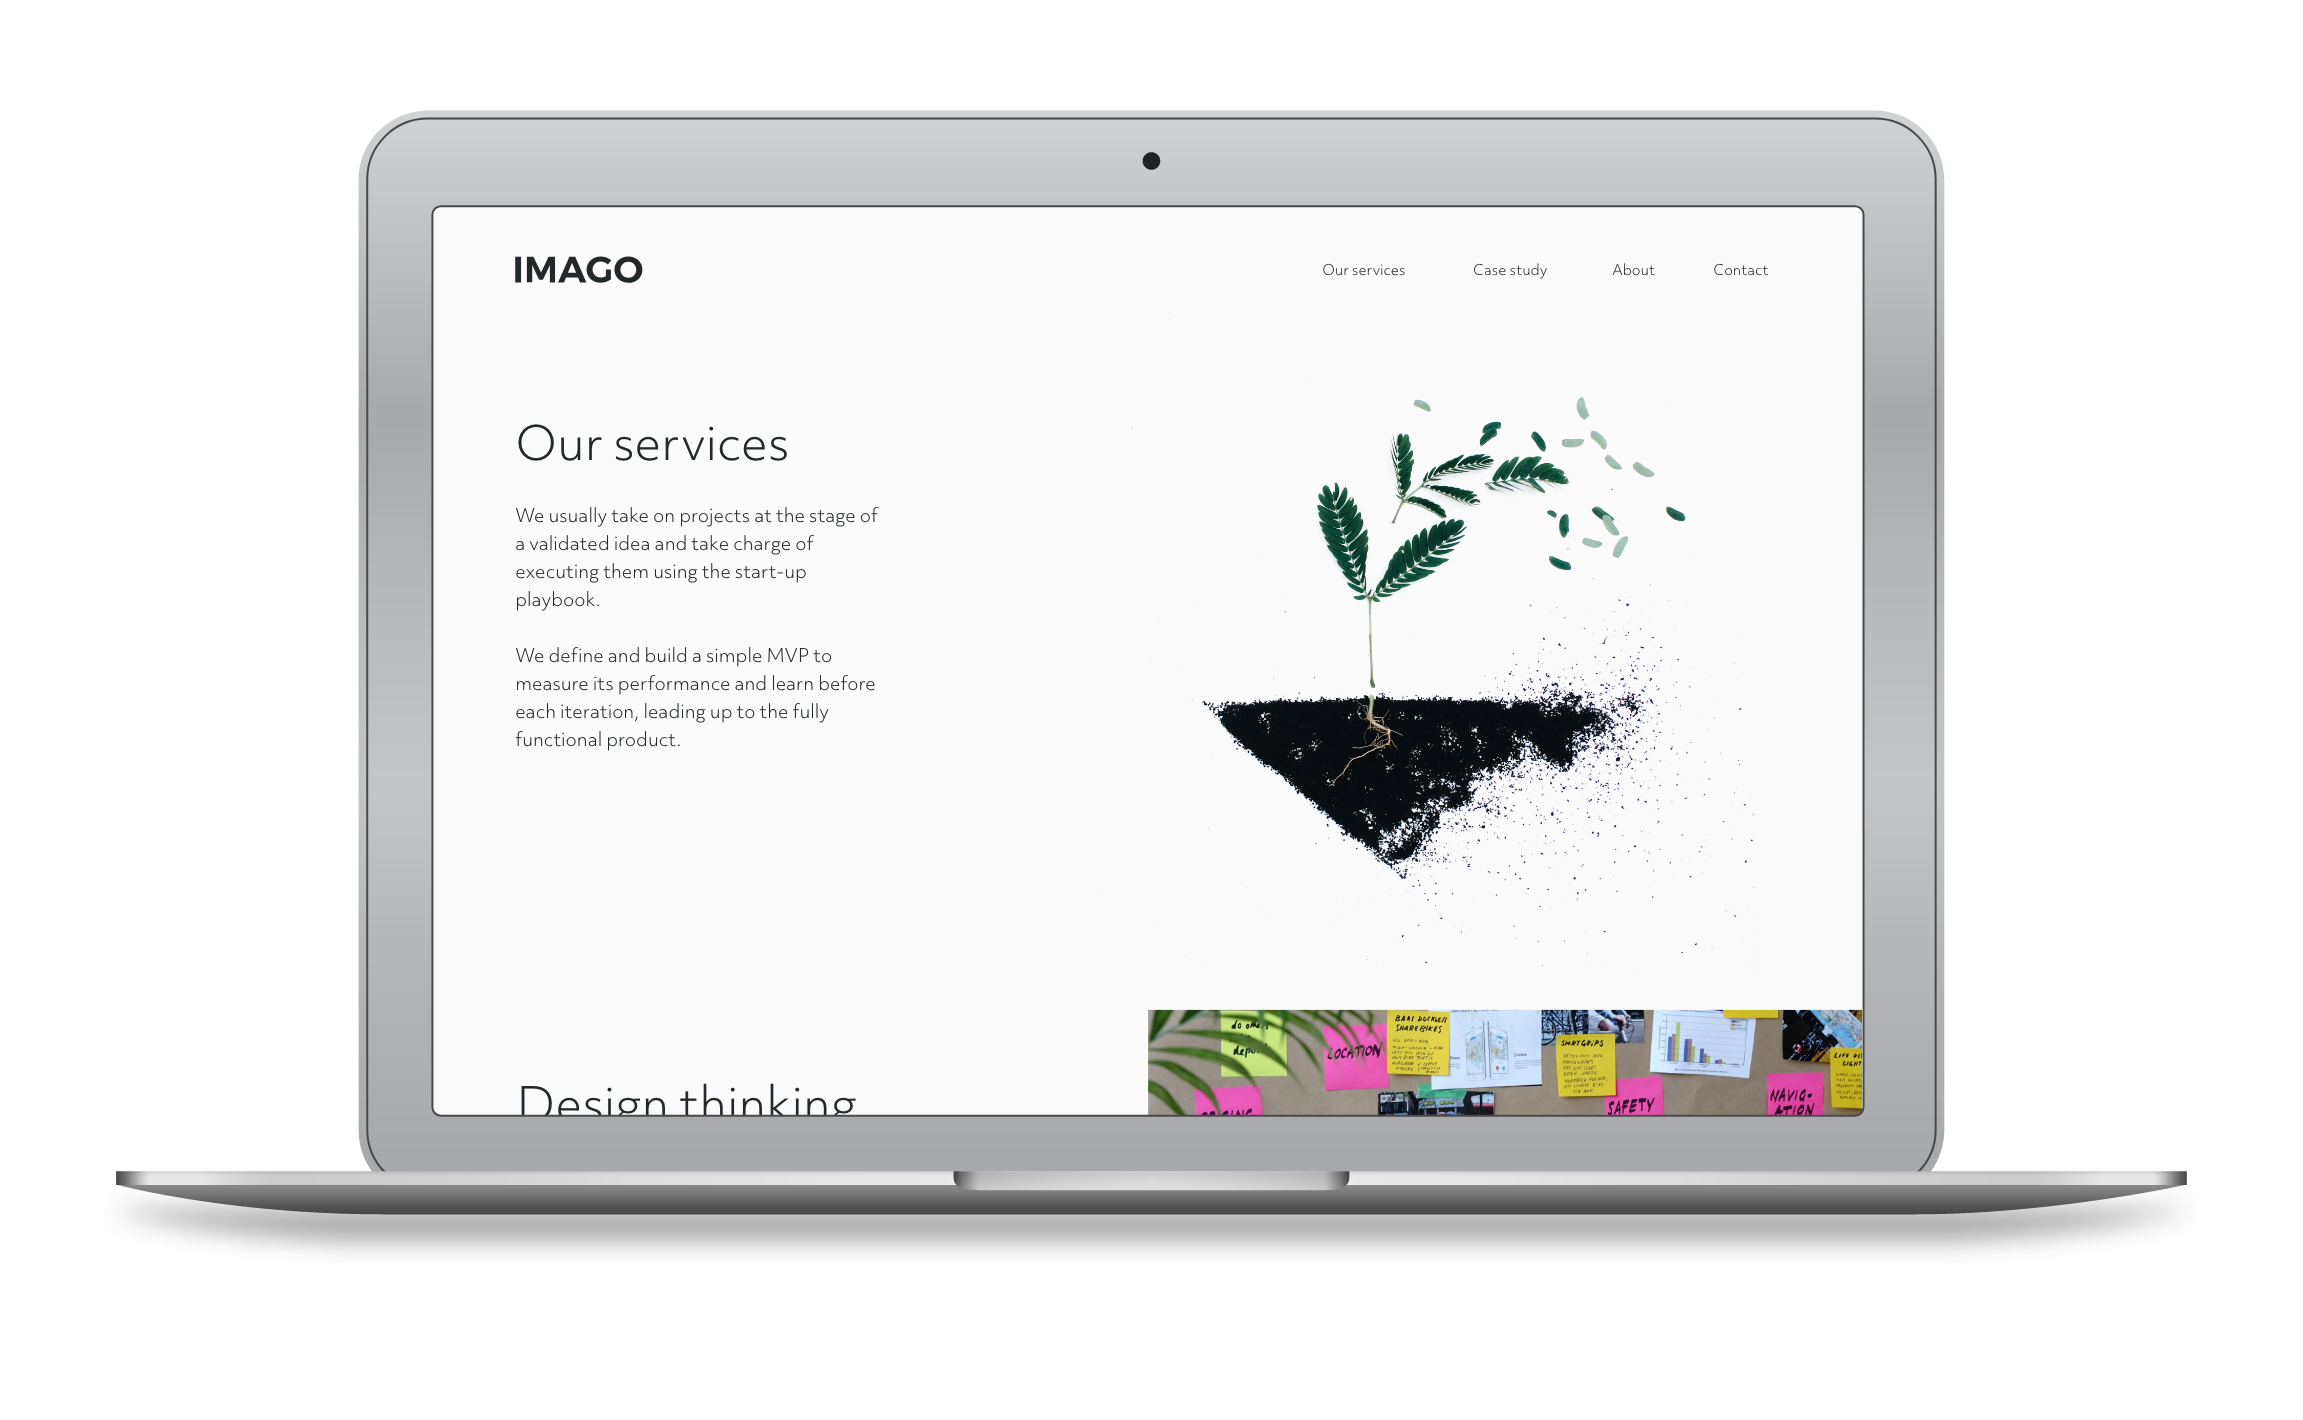 IMAGO
Our services
Case study
About
Contact
Our services
We usually take on projects at the stage of
a validated idea and take charge of
executing them using the start-up
playbook.
We define and build a simple MVP to
measure its performance and learn before
each iteration, leading up to the fully
functional product.
Design thinking
LOCATION
SHAREBIKES
SMRTGRiPS
SAFETY
NAVIG-
ATION